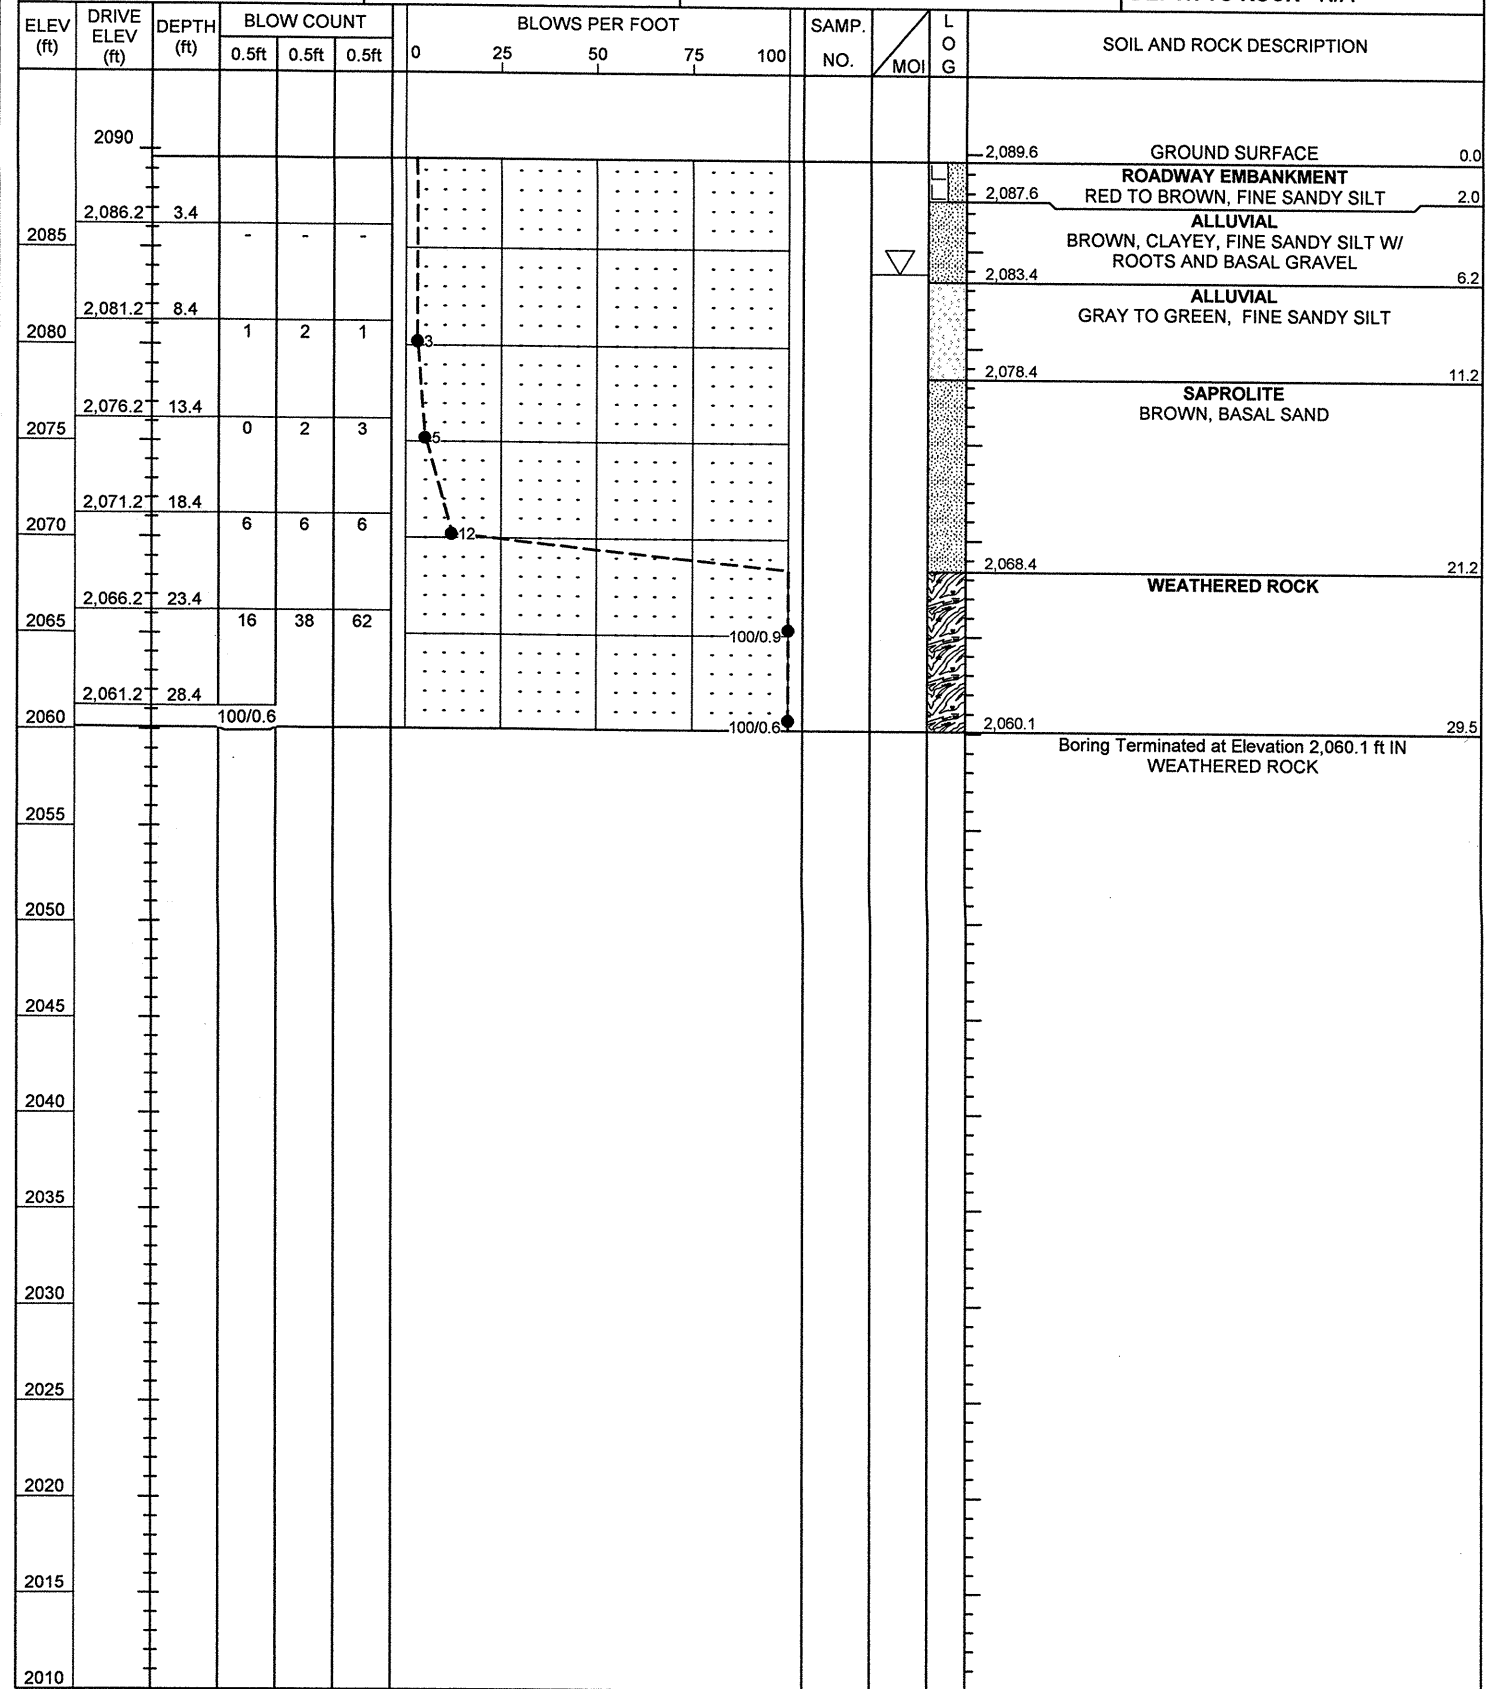 ELEV (ft) DRIVE ELEV (ft) DEPTH (ft) BLOW COUNT BLOWS PER FOOT SAMP. NO. MOI L O G SOIL AND ROCK DESCRIPTION
0.5ft 0.5ft 0.5ft 0 25 50 75 100
2090
2,089.6 GROUND SURFACE 0.0
ROADWAY EMBANKMENT
2,087.6 RED TO BROWN, FINE SANDY SILT 2.0
2,086.2 3.4 ALLUVIAL
2085 - - - BROWN, CLAYEY, FINE SANDY SILT W/
ROOTS AND BASAL GRAVEL
2,083.4 6.2
ALLUVIAL
2,081.2 8.4 GRAY TO GREEN, FINE SANDY SILT
2080 1 2 1 3
2,078.4 11.2
SAPROLITE
2,076.2 13.4 BROWN, BASAL SAND
2075 0 2 3 5
2,071.2 18.4
2070 6 6 6 12
2,068.4 21.2
WEATHERED ROCK
2,066.2 23.4
2065 16 38 62 100/0.9
2,061.2 28.4
2060 100/0.6 100/0.6 2,060.1 29.5
Boring Terminated at Elevation 2,060.1 ft IN
WEATHERED ROCK
2055
2050
2045
2040
2035
2030
2025
2020
2015
2010